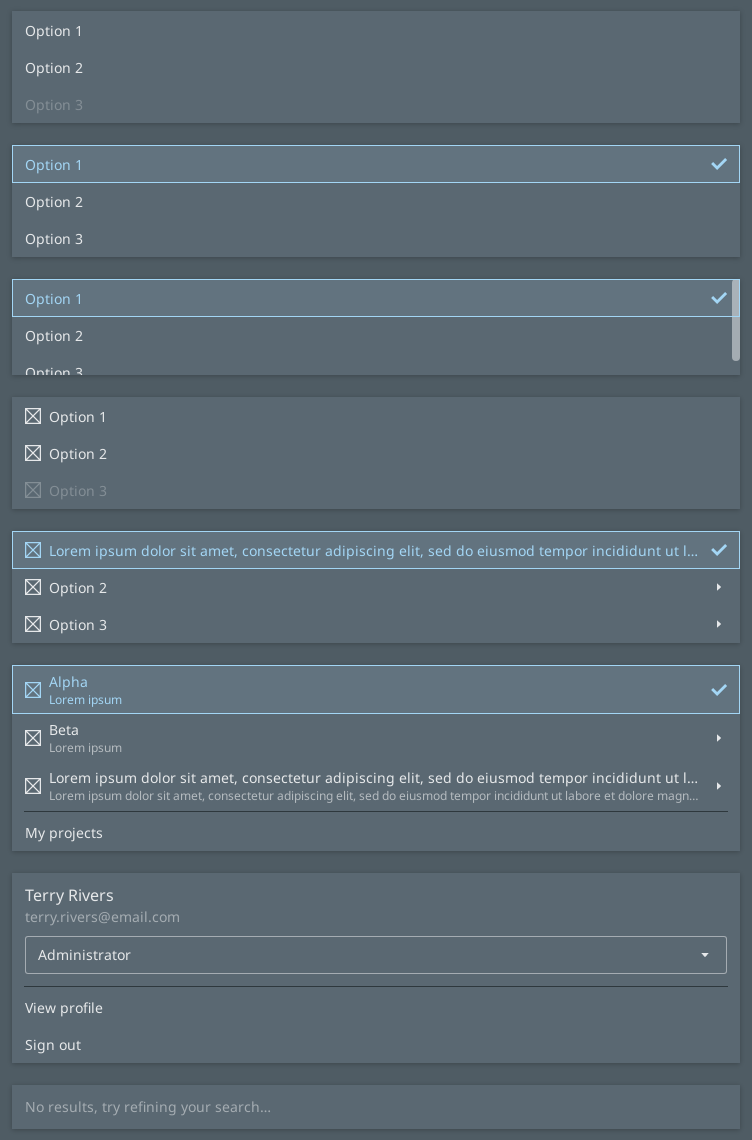 Option 1
Option 2
Option 3
Option 1
Option 2
Option 3
Option 1
Option 2
Option 3
Option 1
Option 2
Option 3
Lorem ipsum dolor sit amet, consectetur adipiscing elit, sed do eiusmod tempor incididunt ut l...
Option 2
Option 3
Alpha
Lorem ipsum
Beta
Lorem ipsum
Lorem ipsum dolor sit amet, consectetur adipiscing elit, sed do eiusmod tempor incididunt ut l...
Lorem ipsum dolor sit amet, consectetur adipiscing elit, sed do eiusmod tempor incididunt ut labore et dolore magn...
My projects
Terry Rivers
terry.rivers@email.com
Administrator
View profile
Sign out
No results, try refining your search...